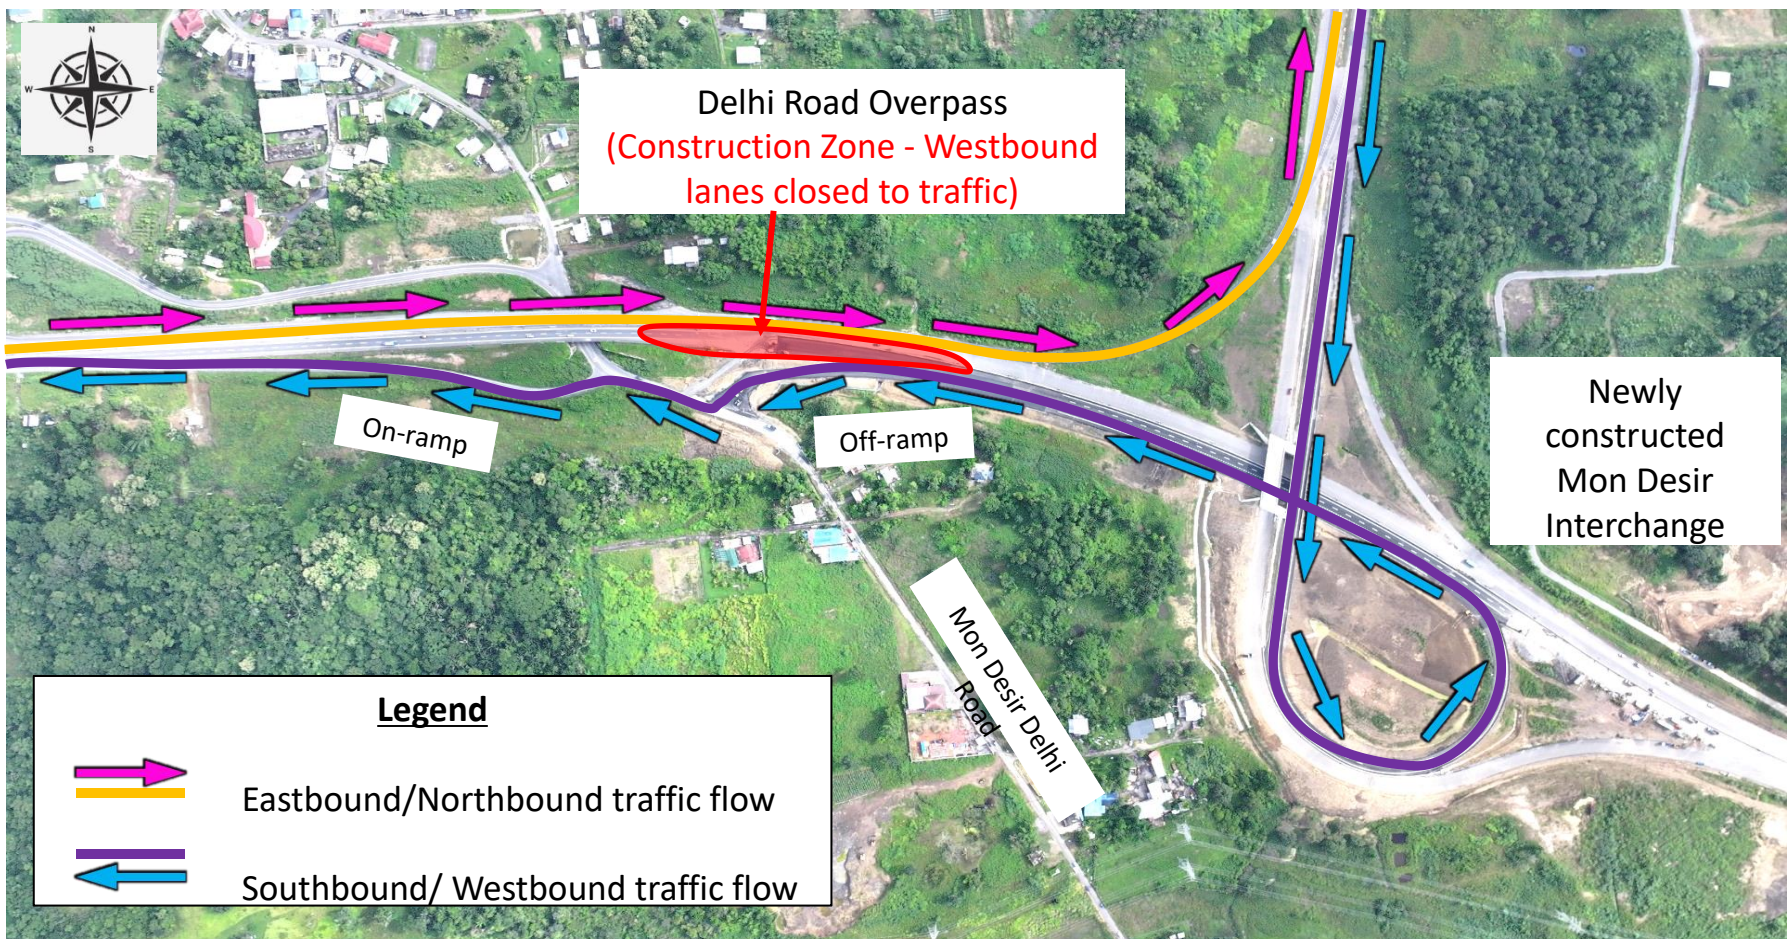 N
W
E
S
Delhi Road Overpass
(Construction Zone - Westbound
lanes closed to traffic)
Newly
constructed
Mon Desir
Interchange
On-ramp
Off-ramp
Mon Desir Delhi
Road
Legend
Eastbound/Northbound traffic flow
Southbound/ Westbound traffic flow